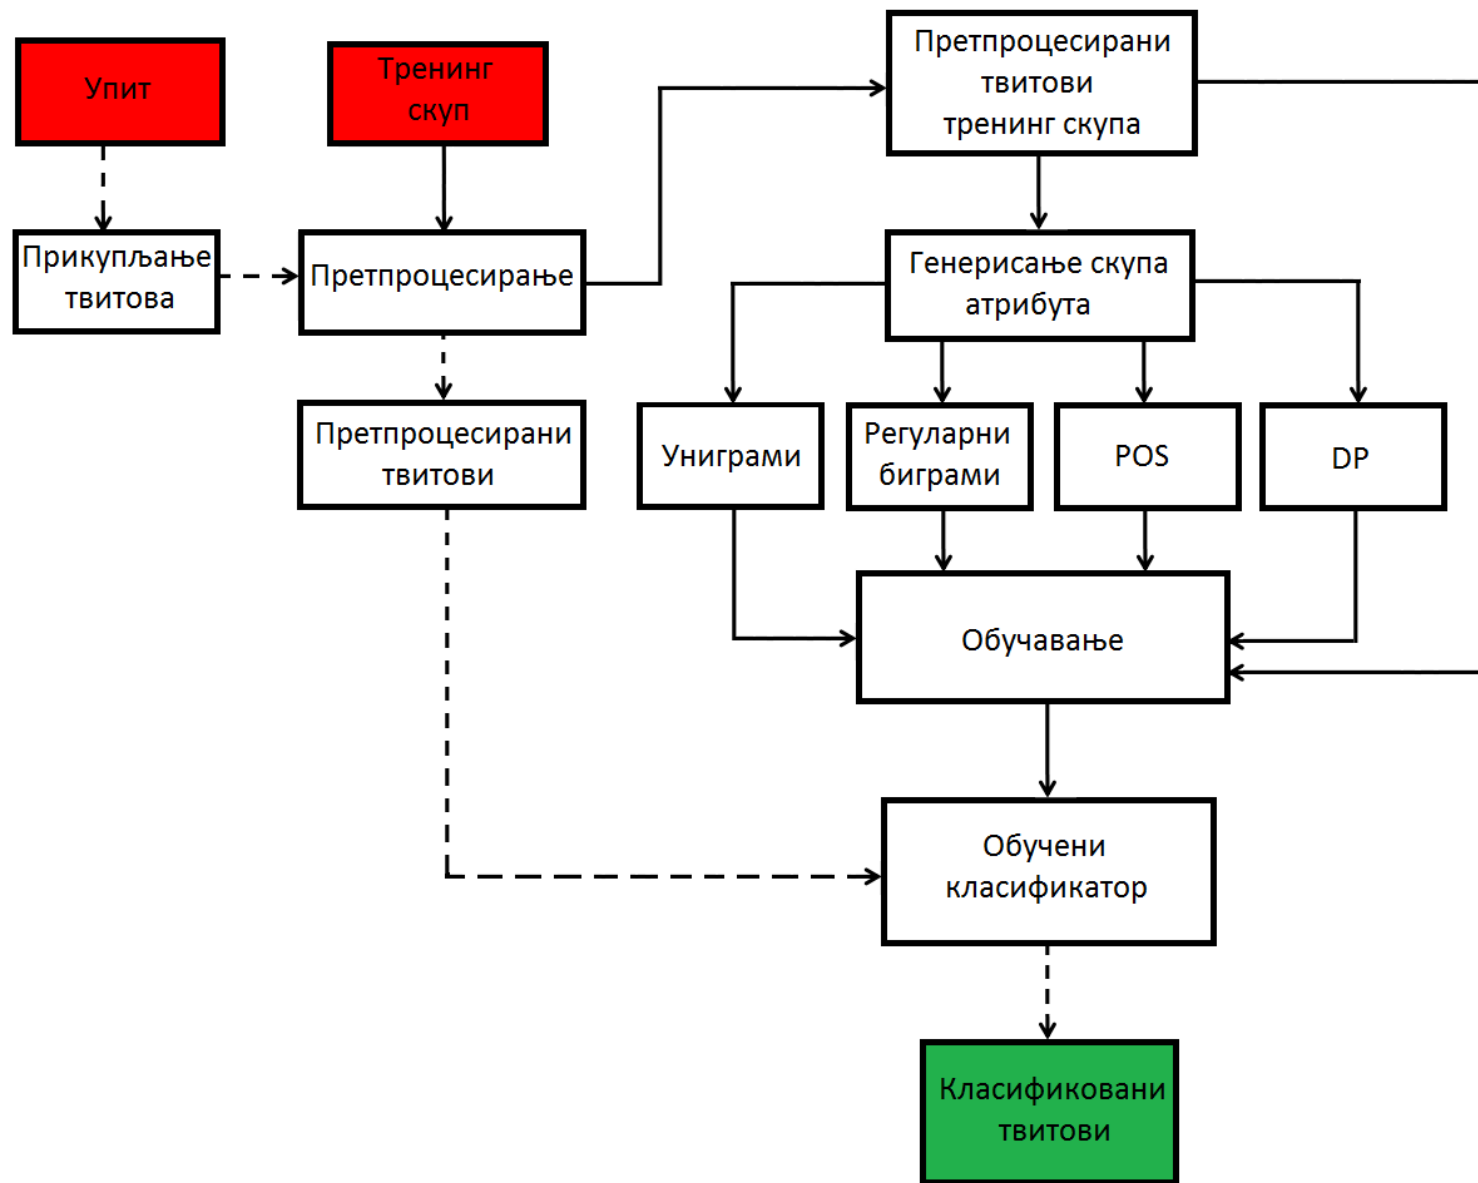 Упит
Тренинг
скуп
Претпроцесирани
твитови
тренинг скупа
Прикупљање
твитова
Претпроцесирање
Генерисање скупа
атрибута
Претпроцесирани
твитови
Униграми
Регуларни
биграми
POS
DP
Обучавање
Обучени
класификатор
Класификовани
твитови